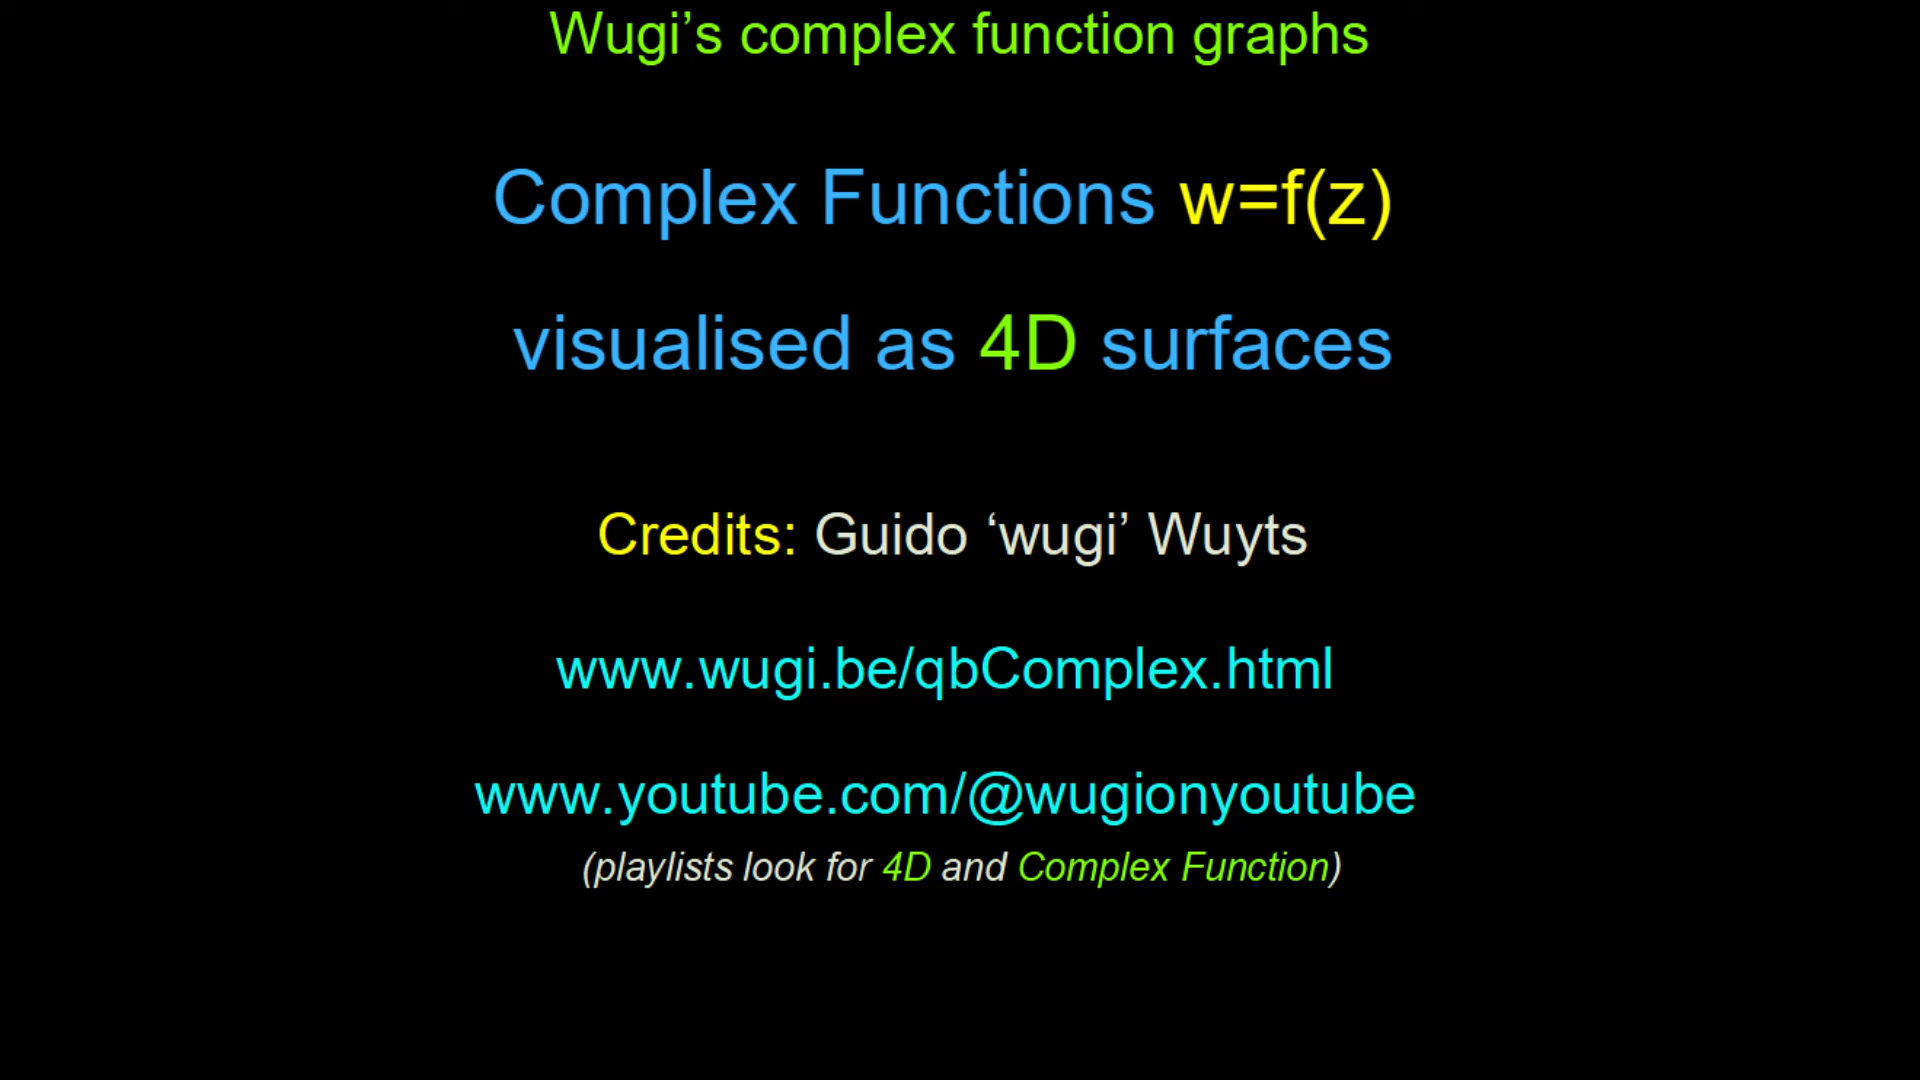 Wugi’s complex function graphs
Complex Functions w=f(z)
visualised as 4D surfaces
Credits: Guido ‘wugi’ Wuyts
www.wugi.be/qbComplex.html
www.youtube.com/@wugionyoutube
(playlists look for 4D and Complex Function)